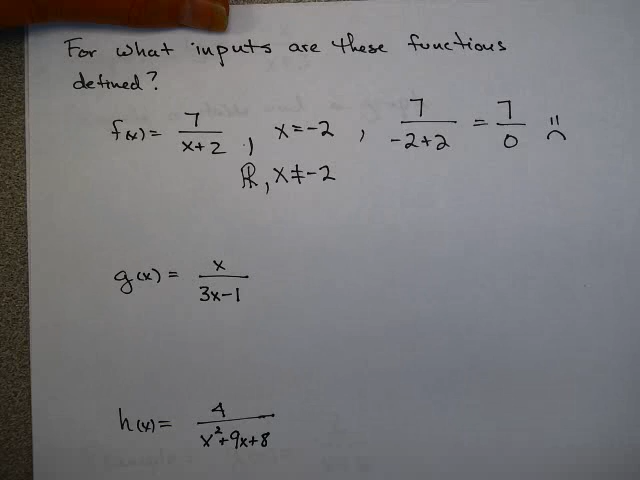 For what inputs are these functions
defined?
f(x) = 7/(x+2), x = -2, 7/(-2+2) = 7/0 :(
ℝ, x ≠ -2
g(x) = x/(3x-1)
h(x) = 4/(x²+9x+8)